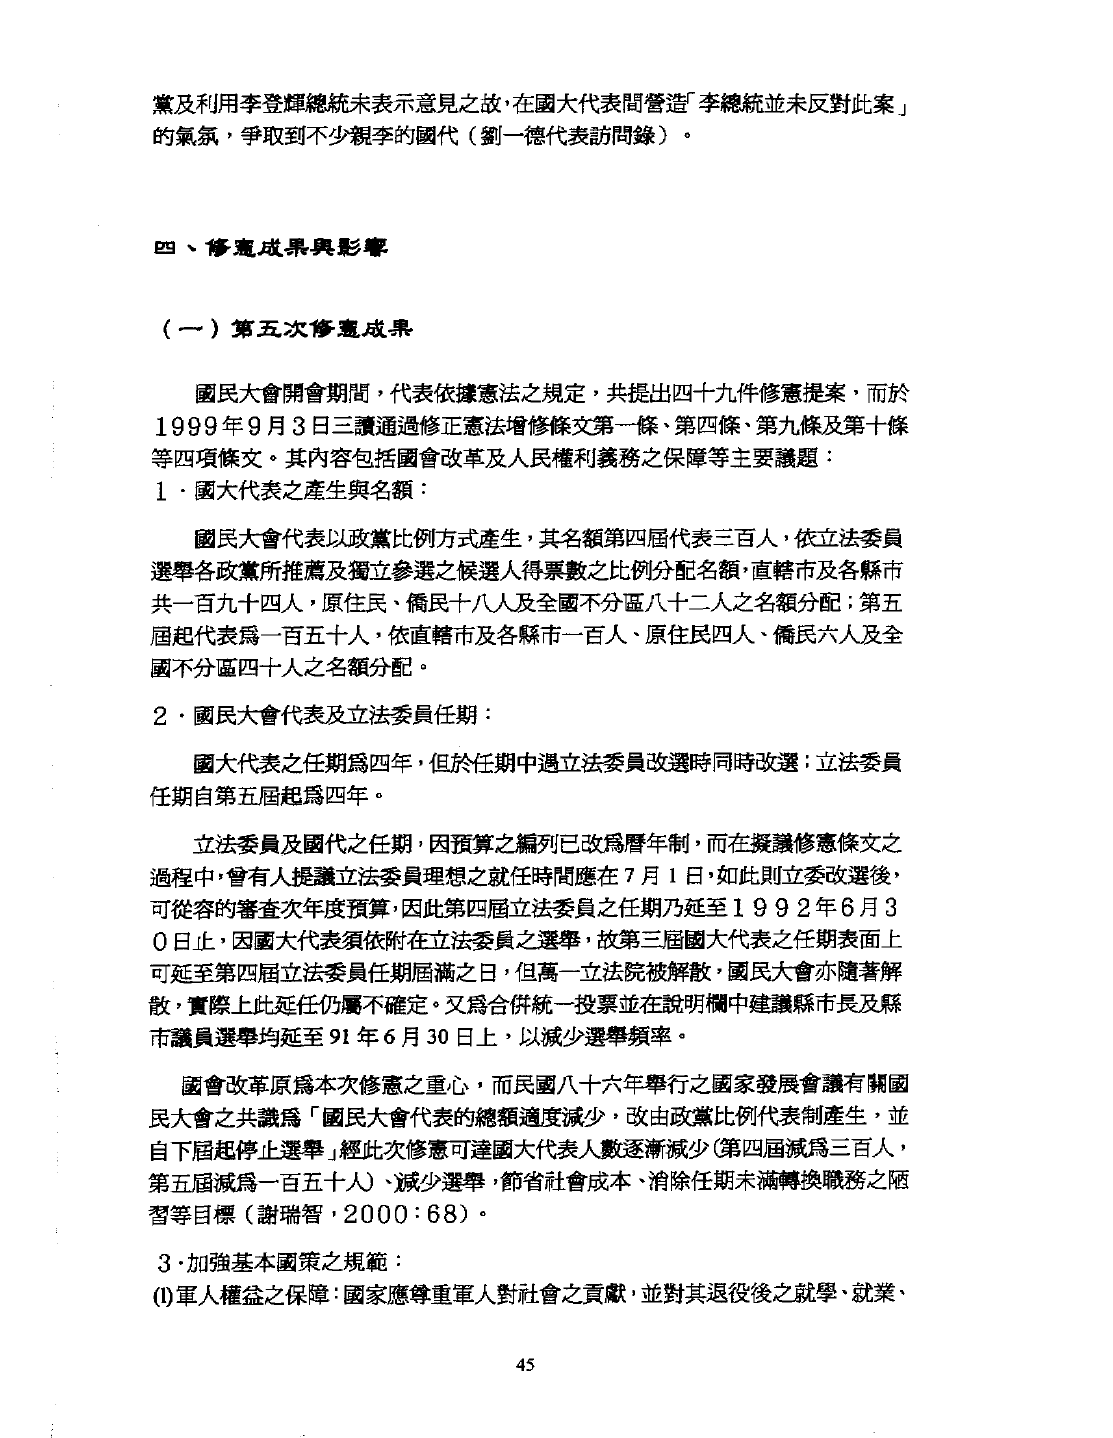 黨及利用李登輝總統未表示意見之故，在國大代表間營造「李總統並未反對此案」
的氣氛，爭取到不少親李的國代（劉一德代表訪問錄）。
四、修憲成果與影響
（一）第五次修憲成果
國民大會開會期間，代表依據憲法之規定，共提出四十九件修憲提案，而於
1999年9月3日三讀通過修正憲法增修條文第一條、第四條、第九條及第十條
等四項條文。其內容包括國會改革及人民權利義務之保障等主要議題：
1．國大代表之產生與名額：
國民大會代表以政黨比例方式產生，其名額第四屆代表三百人，依立法委員
選舉各政黨所推薦及獨立參選之候選人得票數之比例分配名額，直轄市及各縣市
共一百九十四人，原住民、僑民十八人及全國不分區八十二人之名額分配；第五
屆起代表爲一百五十人，依直轄市及各縣市一百人、原住民四人、僑民六人及全
國不分區四十人之名額分配。
2．國民大會代表及立法委員任期：
國大代表之任期爲四年，但於任期中遇立法委員改選時同時改選；立法委員
任期自第五屆起爲四年。
立法委員及國代之任期，因預算之編列已改爲曆年制，而在擬議修憲條文之
過程中，曾有人提議立法委員理想之就任時間應在 7 月 1 日，如此則立委改選後，
可從容的審查次年度預算，因此第四屆立法委員之任期乃延至1992年6月3
0日止，因國大代表須依附在立法委員之選舉，故第三屆國大代表之任期表面上
可延至第四屆立法委員任期屆滿之日，但萬一立法院被解散，國民大會亦隨著解
散，實際上此延任仍屬不確定。又爲合併統一投票並在說明欄中建議縣市長及縣
市議員選舉均延至 91 年 6 月 30 日上，以減少選舉頻率。
國會改革原爲本次修憲之重心，而民國八十六年舉行之國家發展會議有關國
民大會之共識爲「國民大會代表的總額適度減少，改由政黨比例代表制產生，並
自下屆起停止選舉」經此次修憲可達國大代表人數逐漸減少（第四屆減爲三百人，
第五屆減爲一百五十人）、減少選舉，節省社會成本、消除任期未滿轉換職務之陋
習等目標（謝瑞智，2000：68）。
3．加強基本國策之規範：
(1)軍人權益之保障：國家應尊重軍人對社會之貢獻，並對其退役後之就學、就業、
45